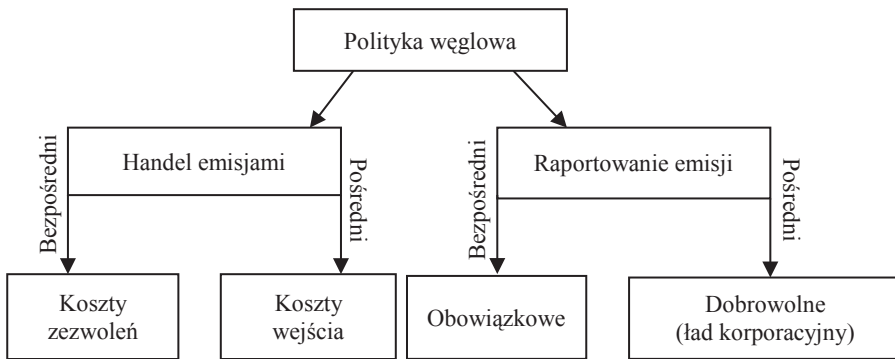 Polityka węglowa
Handel emisjami
Raportowanie emisji
Bezpośredni
Pośredni
Bezpośredni
Pośredni
Koszty
zezwoleń
Koszty
wejścia
Obowiązkowe
Dobrowolne
(ład korporacyjny)